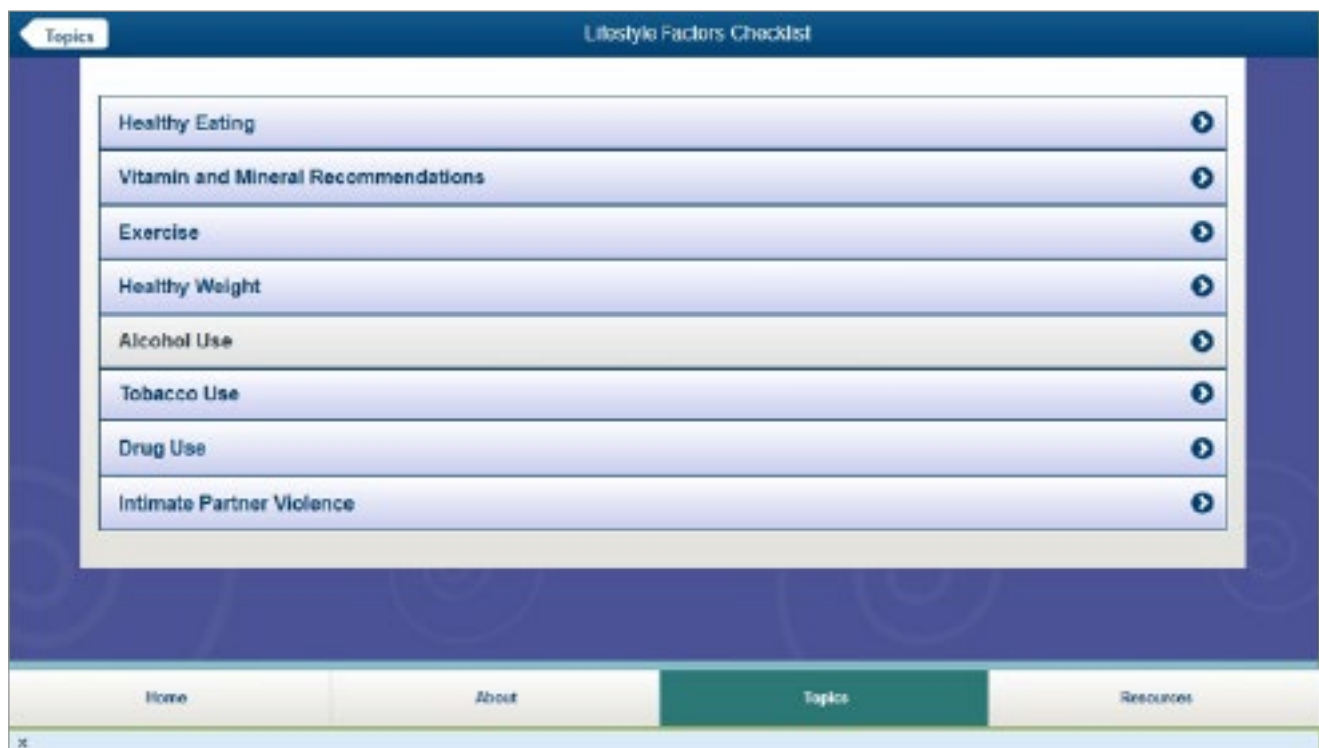 Topics
Lifestyle Factors Checklist
Healthy Eating
Vitamin and Mineral Recommendations
Exercise
Healthy Weight
Alcohol Use
Tobacco Use
Drug Use
Intimate Partner Violence
Home About Topics Resources
x